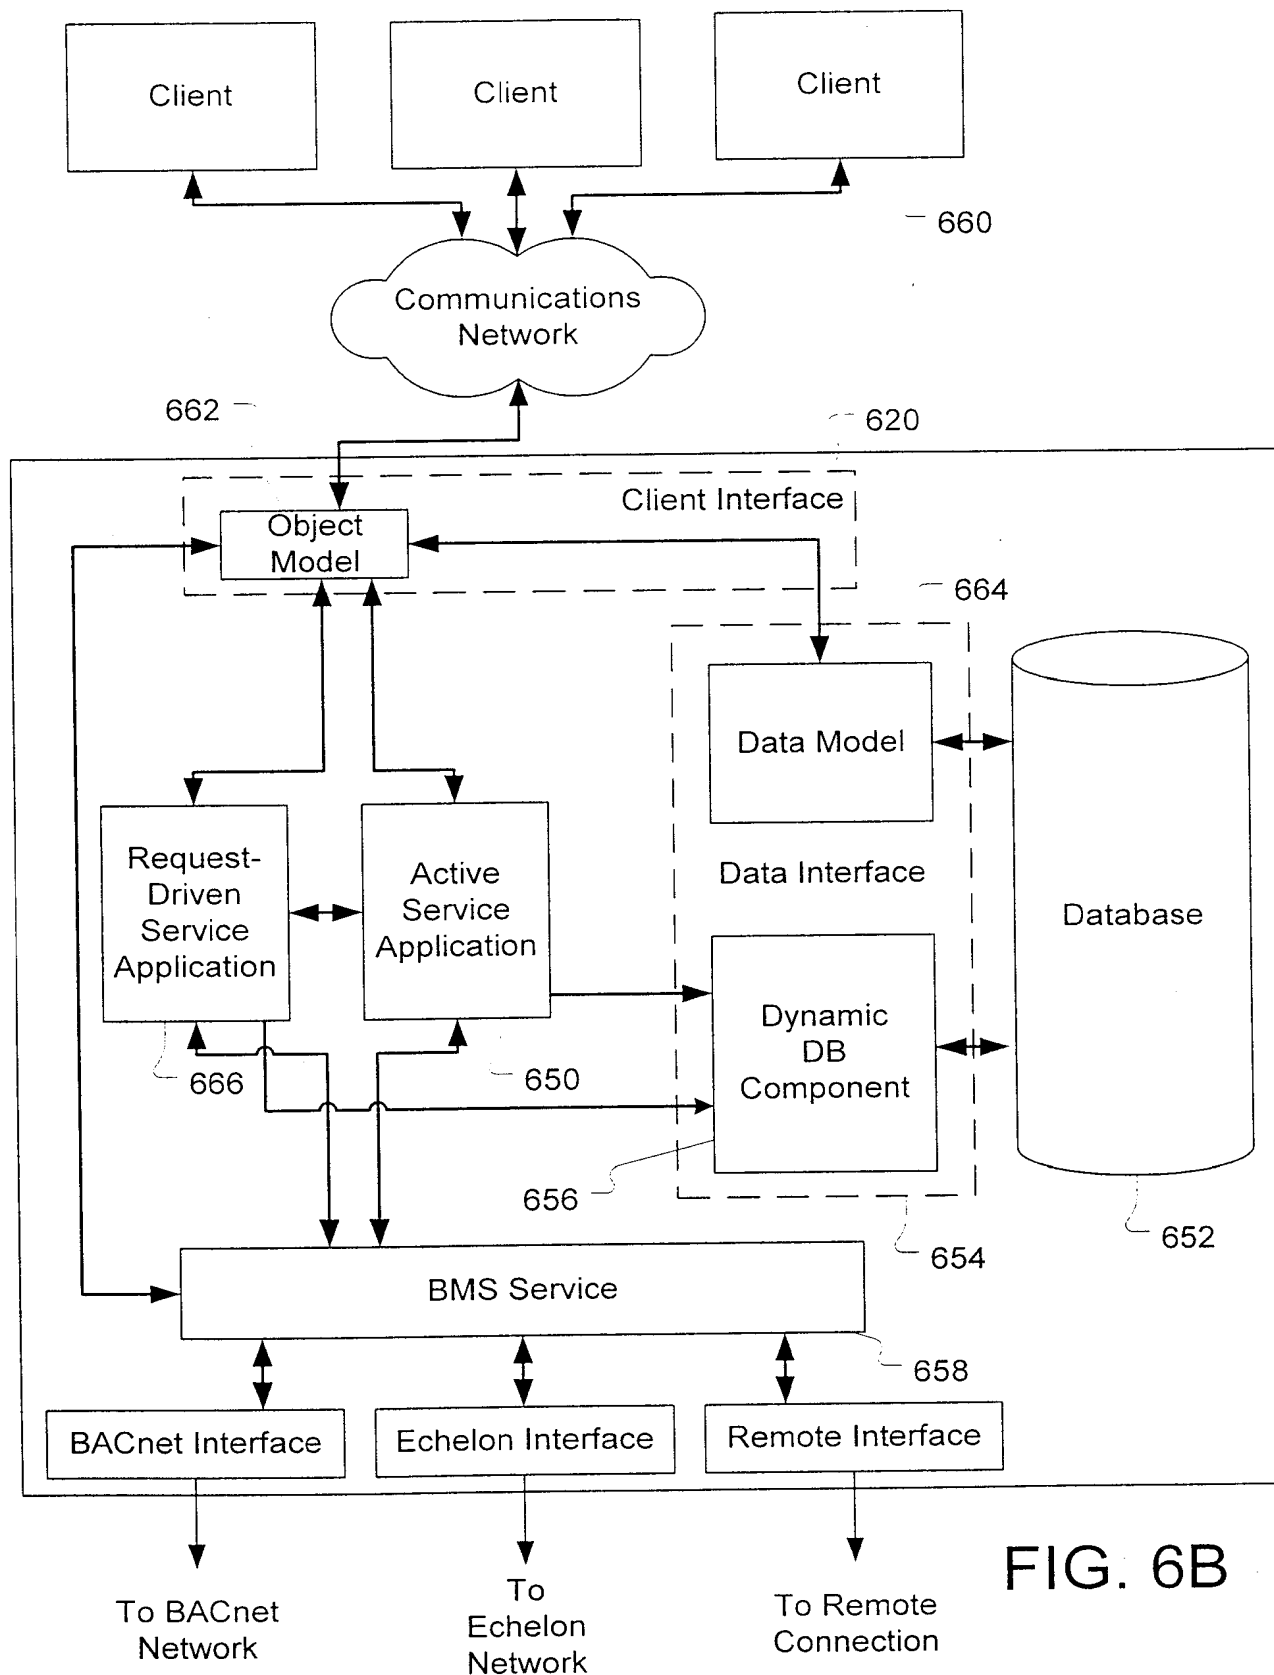 Client
Client
Client
660
Communications
Network
662
620
Client Interface
Object
Model
664
Data Model
Request-
Driven
Service
Application
Active
Service
Application
Data Interface
Database
Dynamic
DB
Component
666
650
656
654
652
BMS Service
658
BACnet Interface
Echelon Interface
Remote Interface
To BACnet
Network
To
Echelon
Network
To Remote
Connection
FIG. 6B